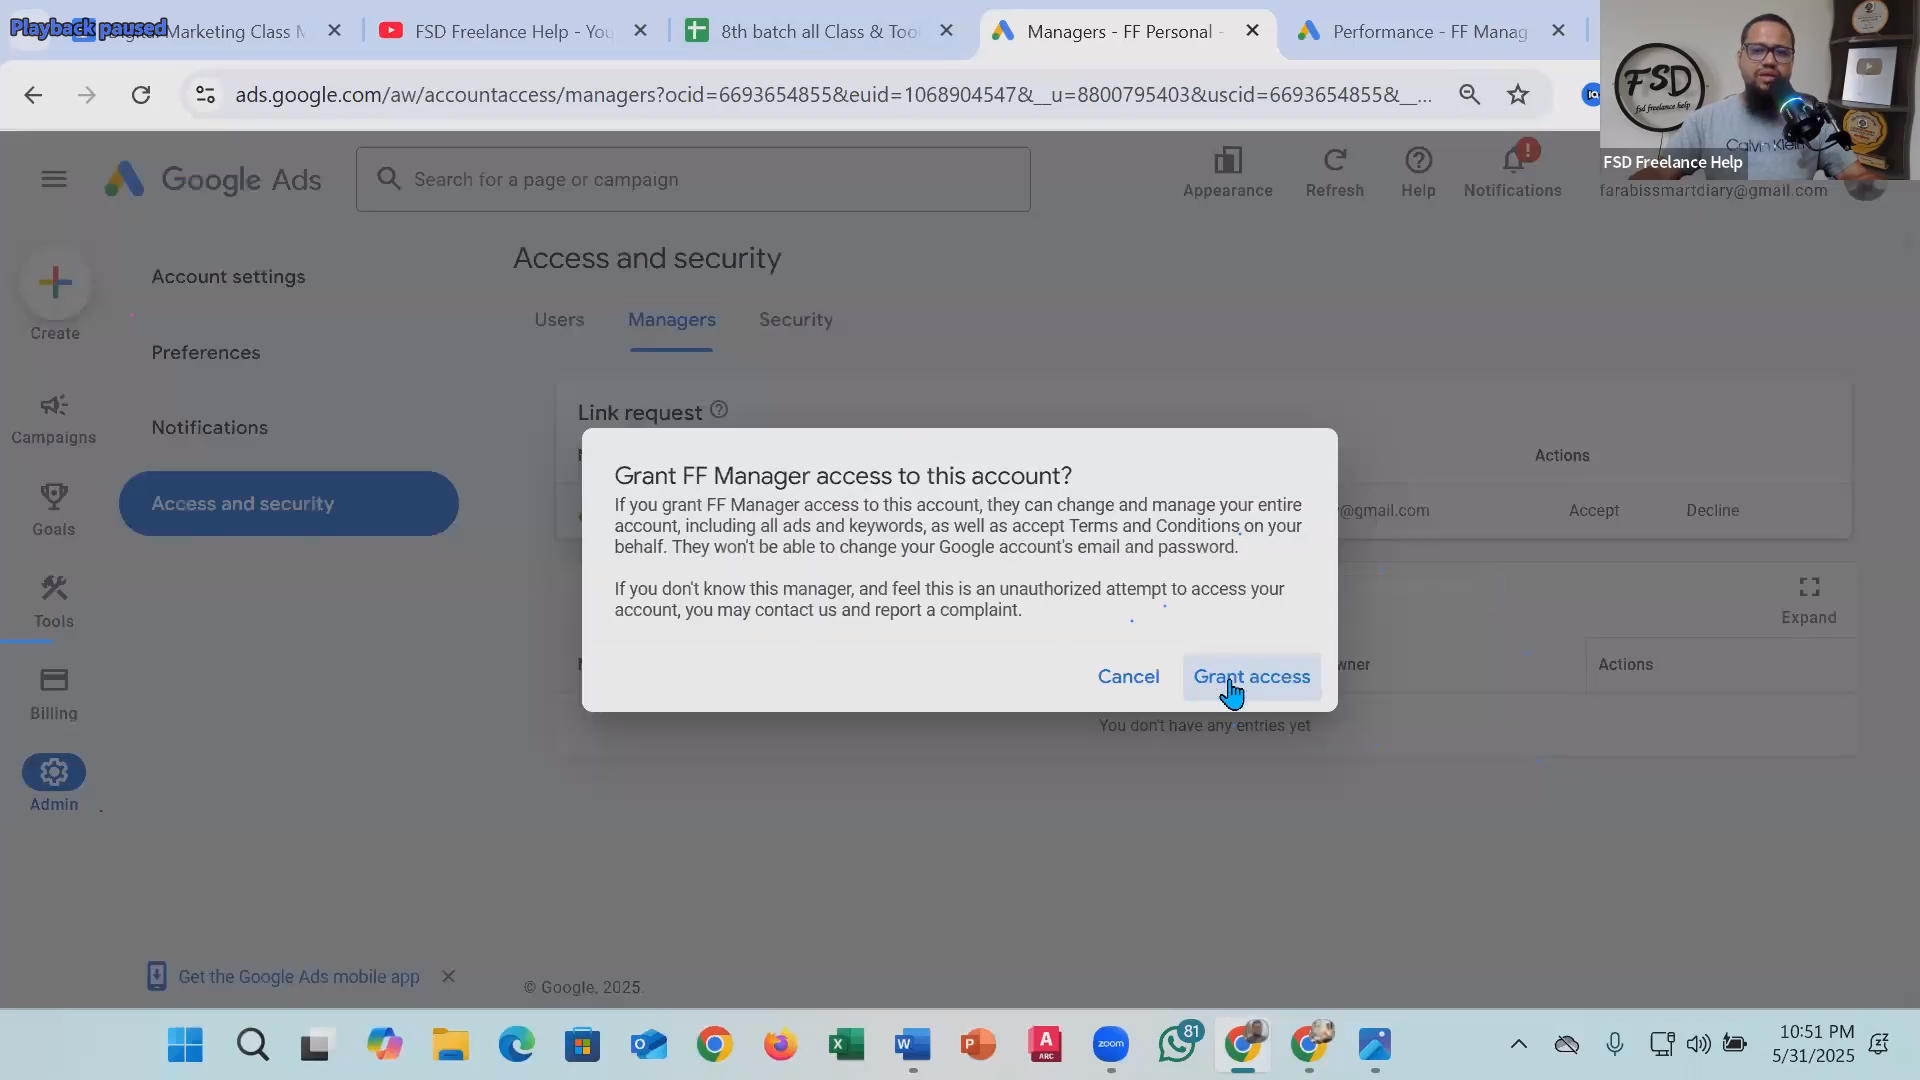 Playback paused
Digital Marketing Class M
FSD Freelance Help - You
8th batch all Class & Tool
Managers - FF Personal -
Performance - FF Manag
ads.google.com/aw/accountaccess/managers?ocid=6693654855&euid=1068904547&__u=8800795403&uscid=6693654855&__...
FSD
fsd freelance help
Calvin Klein
FSD Freelance Help
Google Ads
Search for a page or campaign
Appearance
Refresh
Help
Notifications
farabissmartdiary@gmail.com
Create
Campaigns
Goals
Tools
Billing
Admin
Account settings
Preferences
Notifications
Access and security
Access and security
Users
Managers
Security
Link request
Actions
y@gmail.com
Accept
Decline
Grant FF Manager access to this account?
If you grant FF Manager access to this account, they can change and manage your entire
account, including all ads and keywords, as well as accept Terms and Conditions on your
behalf. They won't be able to change your Google account's email and password.
If you don't know this manager, and feel this is an unauthorized attempt to access your
account, you may contact us and report a complaint.
Cancel
Grant access
Expand
wner
Actions
You don't have any entries yet
Get the Google Ads mobile app
© Google, 2025.
ARC
zoom
81
10:51 PM
5/31/2025